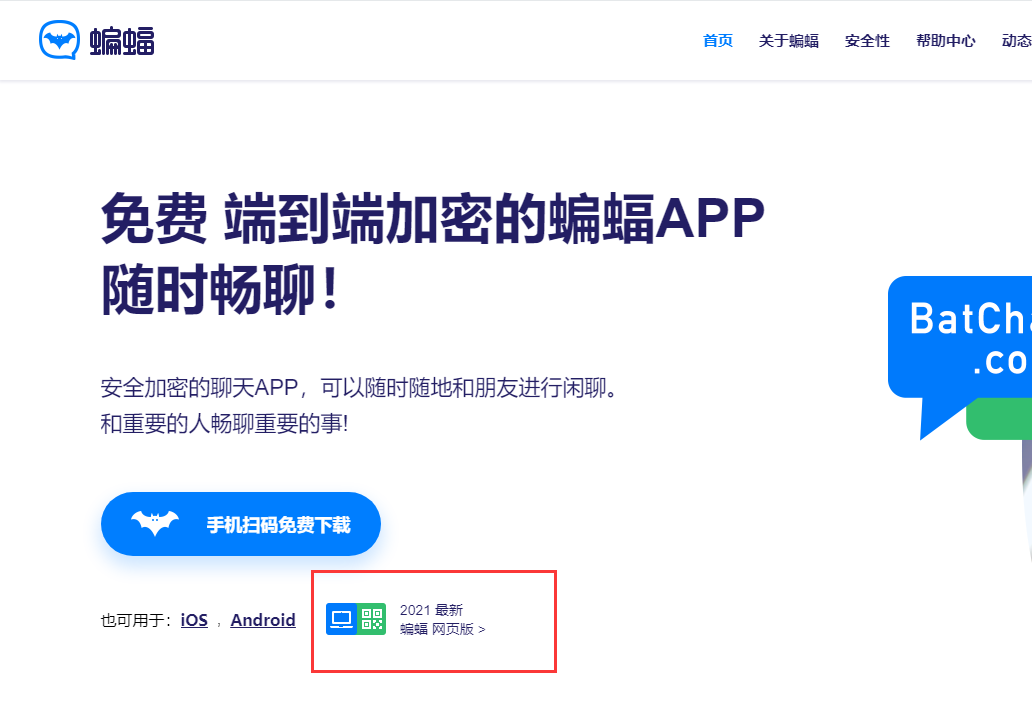 蝙蝠
首页 关于蝙蝠 安全性 帮助中心 动态
免费 端到端加密的蝙蝠APP
随时畅聊！
BatCha
.co
安全加密的聊天APP，可以随时随地和朋友进行闲聊。
和重要的人畅聊重要的事!
手机扫码免费下载
也可用于：iOS ，Android
2021 最新
蝙蝠 网页版 >